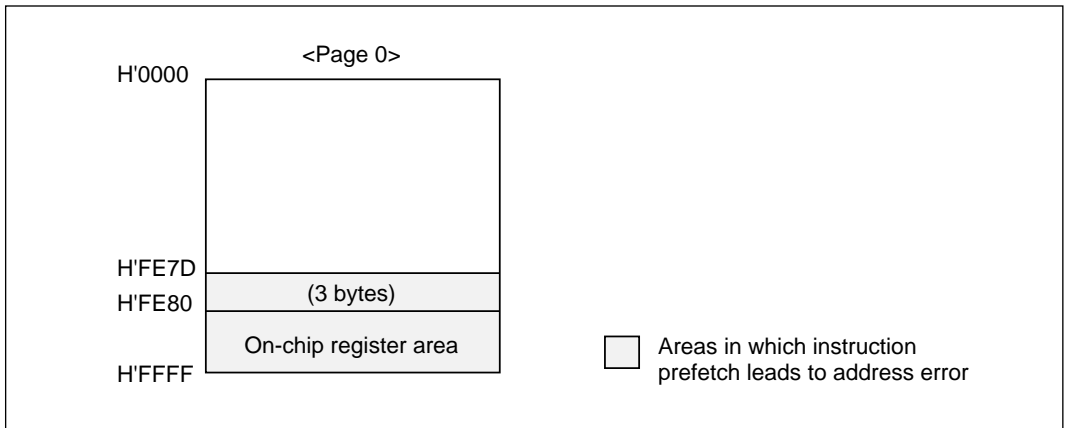 <Page 0>
H'0000
H'FE7D
(3 bytes)
H'FE80
On-chip register area
H'FFFF
Areas in which instruction
prefetch leads to address error